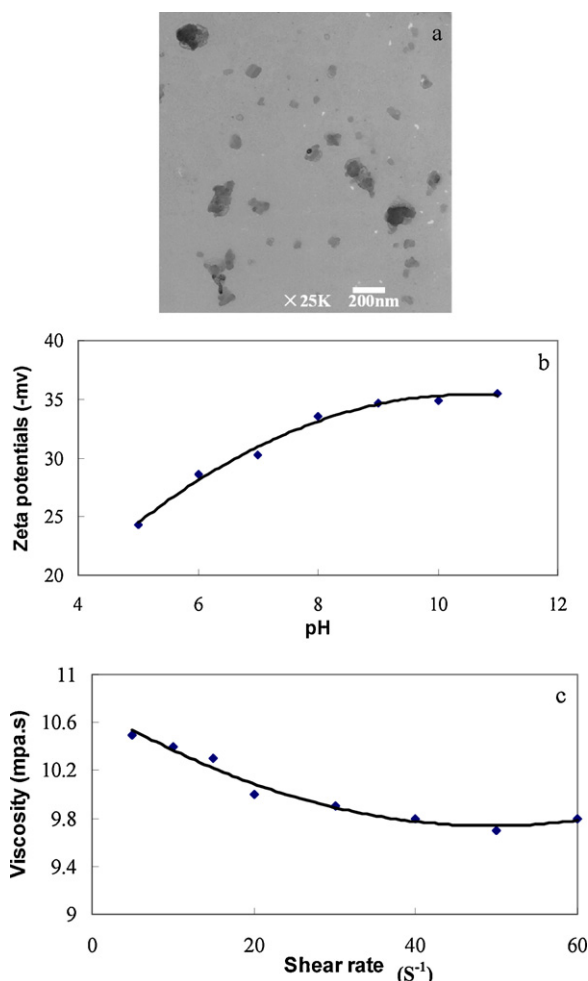 a
×25K 200nm
40
b
35
30
25
20
Zeta potentials (-mv)
4 6 8 10 12
pH
11
c
10.6
10.2
9.8
9.4
9
Viscosity (mpa.s)
0 20 40 60
Shear rate (S⁻¹)